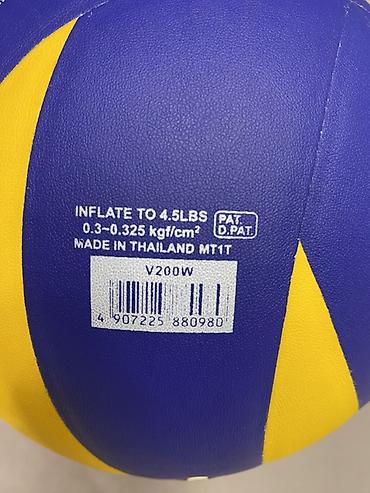 INFLATE TO 4.5LBS
0.3~0.325 kgf/cm²
MADE IN THAILAND MT1T
PAT.
D.PAT.
V200W
4 907225 880980